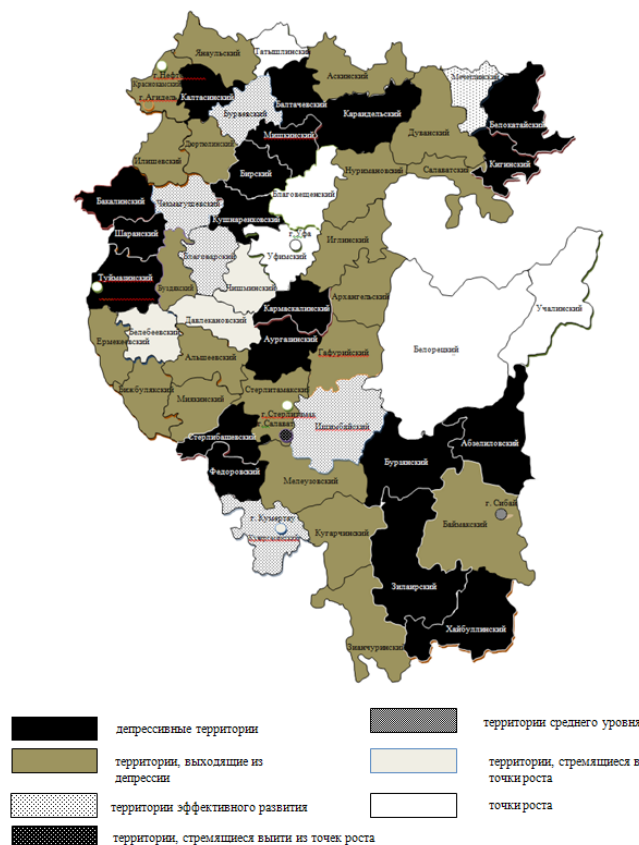 Янаульский
Татышлинский
г. Нефт
Краснокамский
г. Агидель
Калтасинский
Бураевский
Балтачевский
Аскинский
Мечетлинский
Караидельский
Белокатайский
Мишкинский
Дуванский
Илишевский
Дюртюлинский
Кигинский
Бирский
Нуримановский
Салаватский
Бакалинский
Чекмагушевский
Благовещенский
Кушнаренковский
Шаранский
г. Уфа
Благоварский
Уфимский
Иглинский
Туймазинский
Буздякский
Чишминский
Архангельский
Учалинский
Кармаскалинский
Давлекановский
Белебеевский
Ермекеевский
Аургазинский
Белорецкий
Альшеевский
Гафурийский
Бижбулякский
Миякинский
Стерлитамакский
г. Стерлитамак
г. Салават
Ишимбайский
Стерлибашевский
Абзелиловский
Бурзянский
Федоровский
Мелеузовский
г. Сибай
Баймакский
г. Кумертау
Куюргазинский
Кугарчинский
Зилаирский
Хайбуллинский
Зианчуринский
депрессивные территории
территории среднего уровня
территории, выходящие из
депрессии
территории, стремящиеся в
точки роста
территории эффективного развития
точки роста
территории, стремящиеся выйти из точек роста